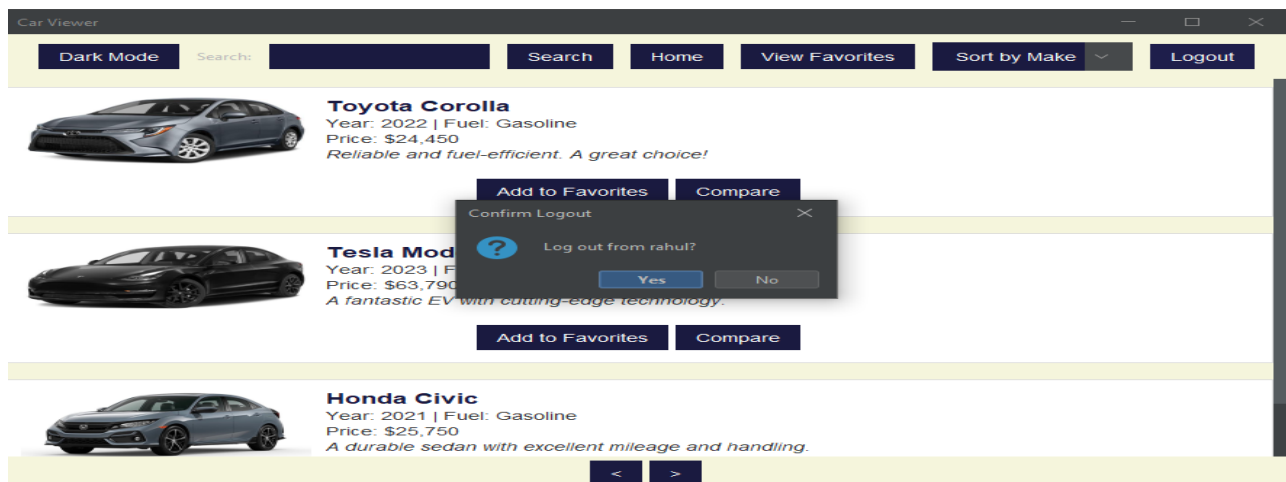 Car Viewer
Dark Mode Search: Search Home View Favorites Sort by Make Logout
Toyota Corolla
Year: 2022 | Fuel: Gasoline
Price: $24,450
Reliable and fuel-efficient. A great choice!
Add to Favorites Compare
Confirm Logout
Log out from rahul?
Yes No
Tesla Mod
Year: 2023 | F
Price: $63,790
A fantastic EV with cutting-edge technology.
Add to Favorites Compare
Honda Civic
Year: 2021 | Fuel: Gasoline
Price: $25,750
A durable sedan with excellent mileage and handling.
< >